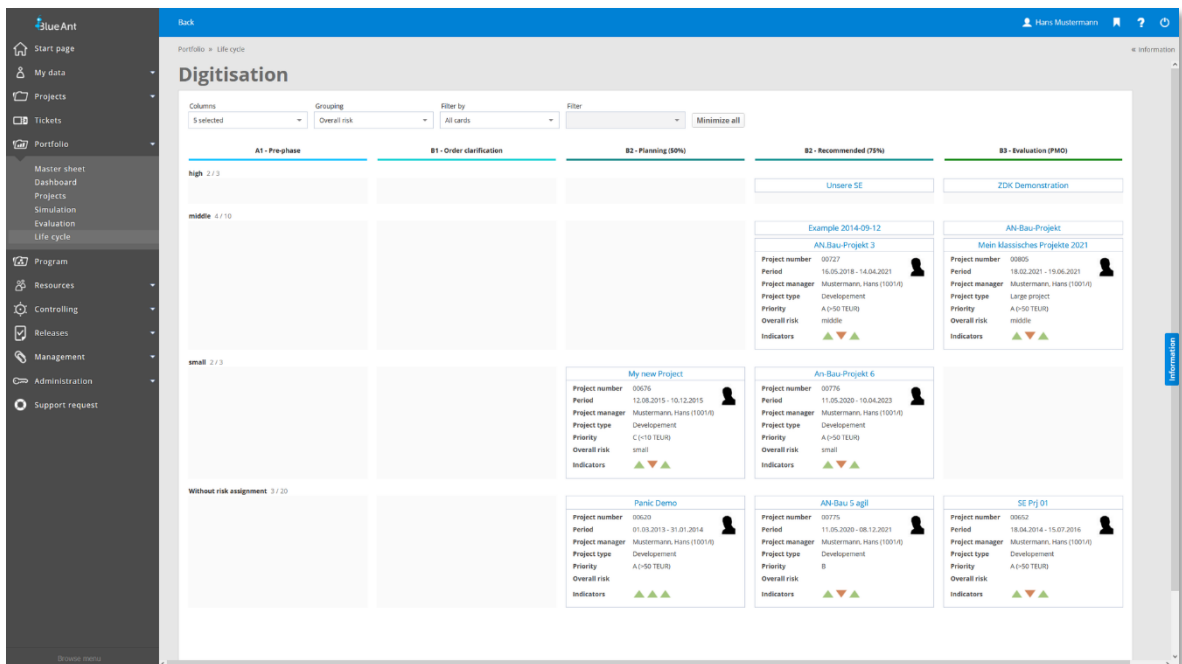 Blue Ant
Back
Hans Mustermann
?
Start page
My data
Projects
Tickets
Portfolio
Master sheet
Dashboard
Projects
Simulation
Evaluation
Life cycle
Program
Resources
Controlling
Releases
Management
Administration
Support request
Browse menu
Portfolio » Life cycle
« Information
Digitisation
Columns Grouping Filter by Filter
5 selected Overall risk All cards Minimize all
A1 - Pre-phase B1 - Order clarification B2 - Planning (50%) B2 - Recommended (75%) B3 - Evaluation (PMO)
high 2 / 3
Unsere SE
ZDK Demonstration
middle 4 / 10
Example 2014-09-12
AN.Bau-Projekt 3
Project number 00727
Period 16.05.2018 - 14.04.2021
Project manager Mustermann, Hans (1001/I)
Project type Developement
Priority A (>50 TEUR)
Overall risk middle
Indicators
AN-Bau-Projekt
Mein klassisches Projekte 2021
Project number 00805
Period 18.02.2021 - 19.06.2021
Project manager Mustermann, Hans (1001/I)
Project type Large project
Priority A (>50 TEUR)
Overall risk middle
Indicators
small 2 / 3
My new Project
Project number 00676
Period 12.08.2015 - 10.12.2015
Project manager Mustermann, Hans (1001/I)
Project type Developement
Priority C (<10 TEUR)
Overall risk small
Indicators
An-Bau-Projekt 6
Project number 00776
Period 11.05.2020 - 10.04.2023
Project manager Mustermann, Hans (1001/I)
Project type Developement
Priority A (>50 TEUR)
Overall risk small
Indicators
Without risk assignment 3 / 20
Panic Demo
Project number 00620
Period 01.03.2013 - 31.01.2014
Project manager Mustermann, Hans (1001/I)
Project type Developement
Priority A (>50 TEUR)
Overall risk
Indicators
AN-Bau 5 agil
Project number 00775
Period 11.05.2020 - 08.12.2021
Project manager Mustermann, Hans (1001/I)
Project type Developement
Priority B
Overall risk
Indicators
SE Prj 01
Project number 00652
Period 18.04.2014 - 15.07.2016
Project manager Mustermann, Hans (1001/I)
Project type Developement
Priority A (>50 TEUR)
Overall risk
Indicators
Information